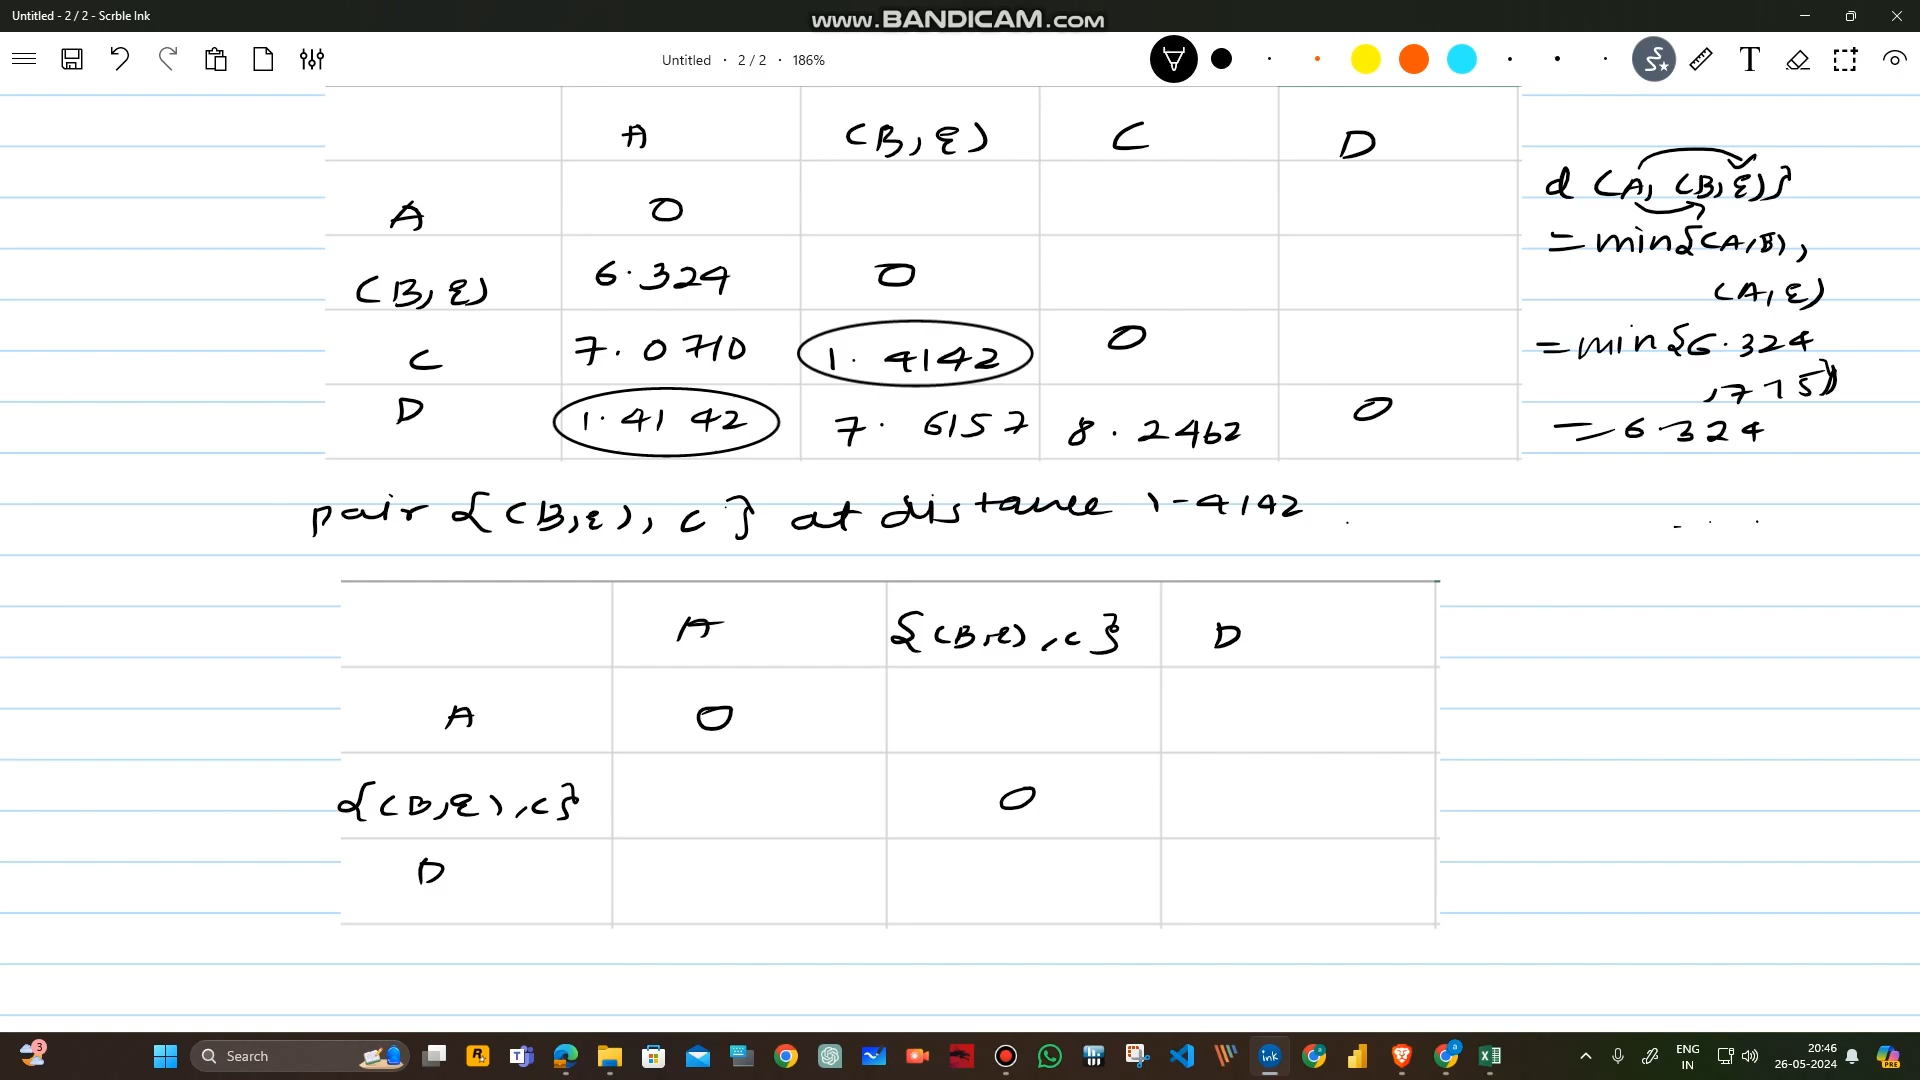 Untitled - 2 / 2 - Scrble Ink
www.BANDICAM.com
Untitled · 2 / 2 · 186%
A (B, E) C D
A 0
(B, E) 6.324 0
C 7.0710 1.4142 0
D 1.4142 7.6157 8.2462 0
d (A, (B, E)}
= min{(A,B),
(A, E)
= min{6.324
, 7 75}
= 6.324
pair {(B,E), C} at distance 1-4142
A {(B,E), C} D
A 0
{(B,E), C} 0
D
3
Search
ENG
IN
20:46
26-05-2024